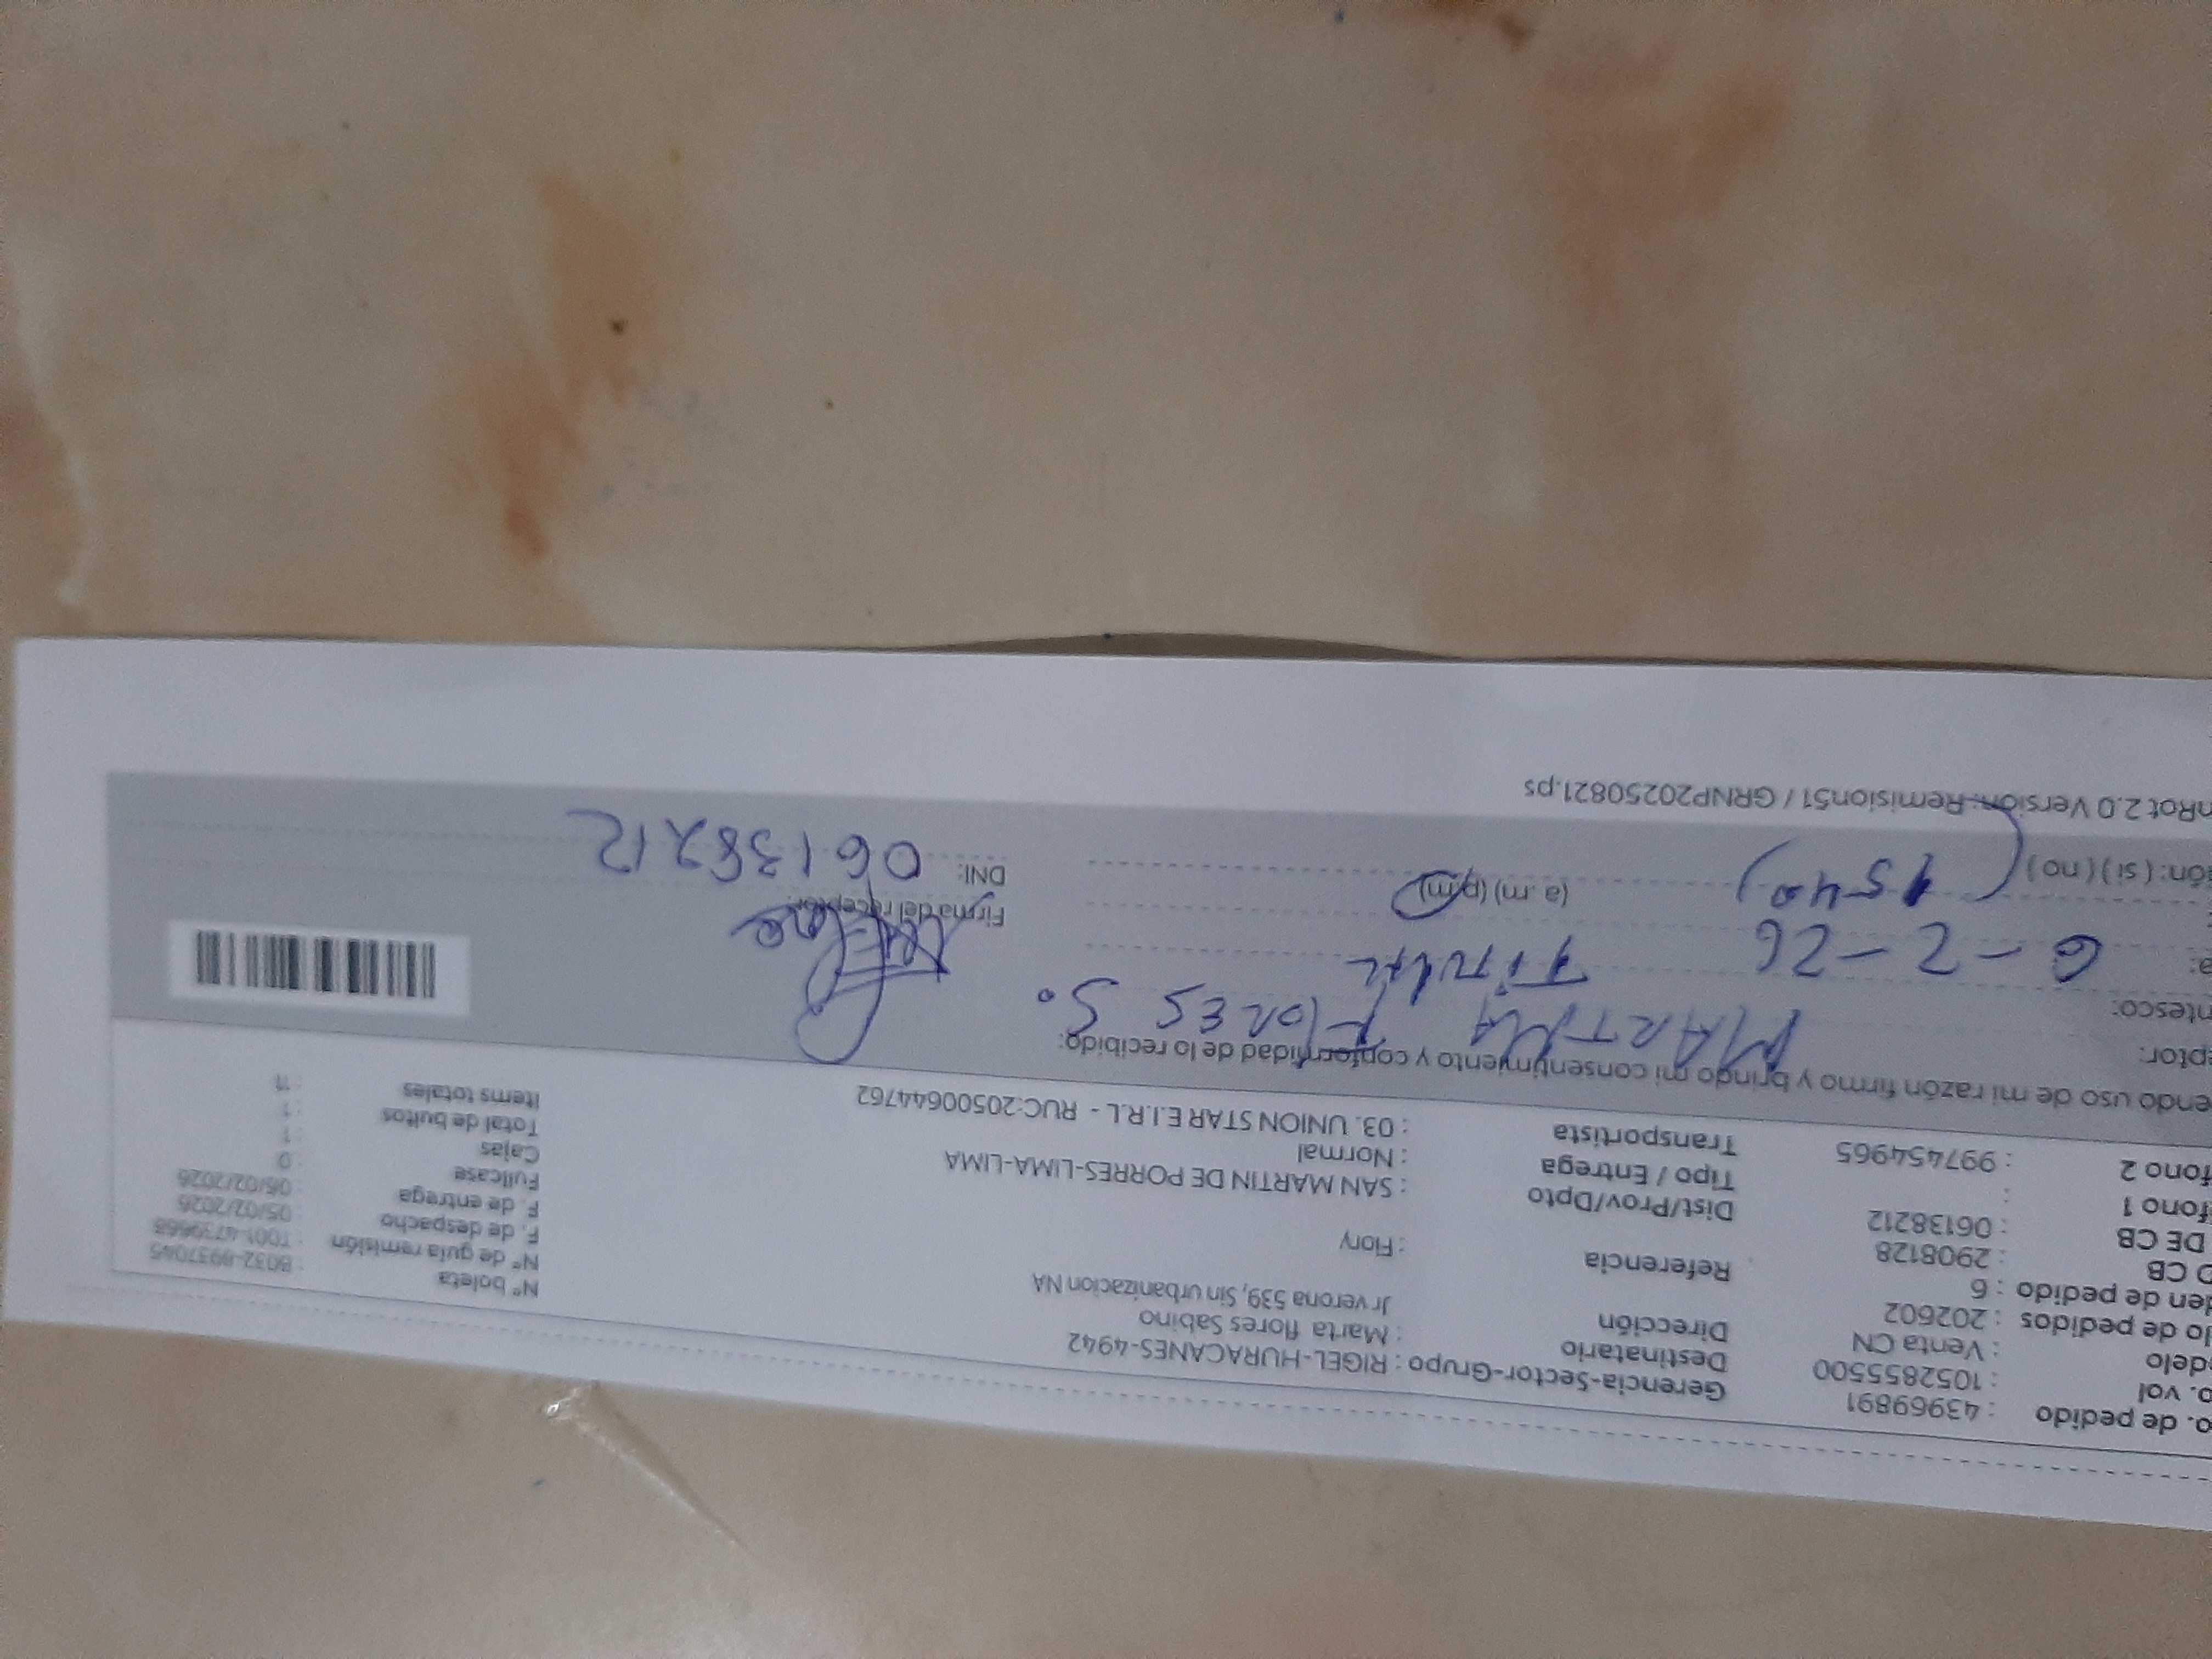 o. de pedido : 43969891
o. vol : 1052855500
delo : Venta CN
lo de pedidos : 202602
den de pedido : 6
D CB : 2908128
DE CB : 06138212
fono 1 :
fono 2 : 997454965
Gerencia-Sector-Grupo : RIGEL-HURACANES-4942
Destinatario : Marta flores Sabino
Dirección Jr verona 539, Sin urbanizacion NA
Referencia : Fiory
Dist/Prov/Dpto : SAN MARTIN DE PORRES-LIMA-LIMA
Tipo / Entrega : Normal
Transportista : 03. UNION STAR E.I.R.L - RUC:20500644762
N° boleta : B032-8937045
N° de guía remisión : T001-4739668
F. de despacho : 05/02/2026
F. de entrega : 06/02/2026
Fullcase : 0
Cajas : 1
Total de bultos : 1
Items totales : 11
endo uso de mi razón firmo y brindo mi consentimiento y conformidad de lo recibido:
ptor: MARTHA FLORES S.
ntesco: TITULAR
a: 6-2-26
(1540) (a.m) (p.m)
ón: ( si ) ( no )
Firma del receptor:
DNI: 06138212
nRot 2.0 Versión: Remision51 / GRNP20250821.ps